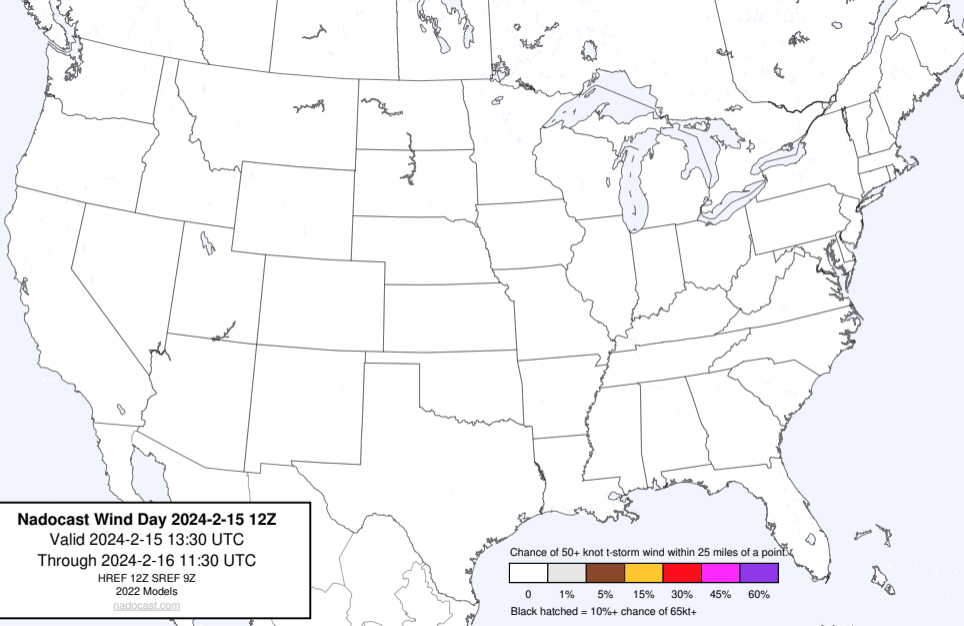 Nadocast Wind Day 2024-2-15 12Z
Valid 2024-2-15 13:30 UTC
Through 2024-2-16 11:30 UTC
HREF 12Z SREF 9Z
2022 Models
nadocast.com
Chance of 50+ knot t-storm wind within 25 miles of a point.
0 1% 5% 15% 30% 45% 60%
Black hatched = 10%+ chance of 65kt+